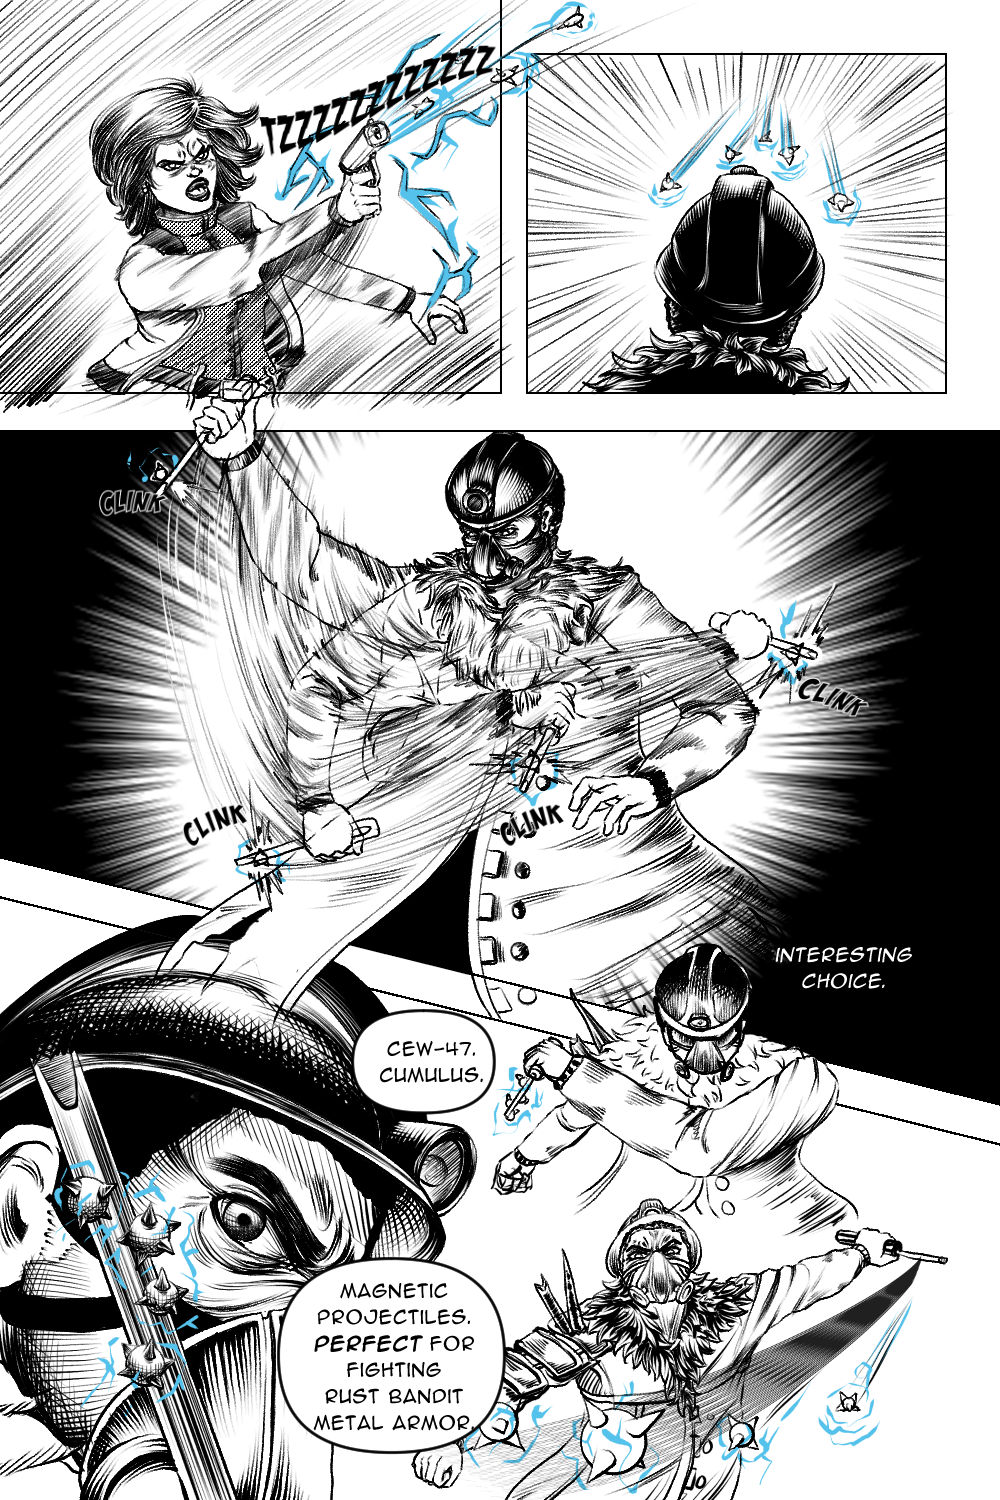 TZZZZZZZZZZZZ
CLINK
CLINK
CLINK
CLINK
INTERESTING
CHOICE.
CEW-47.
CUMULUS.
MAGNETIC
PROJECTILES.
PERFECT FOR
FIGHTING
RUST BANDIT
METAL ARMOR.